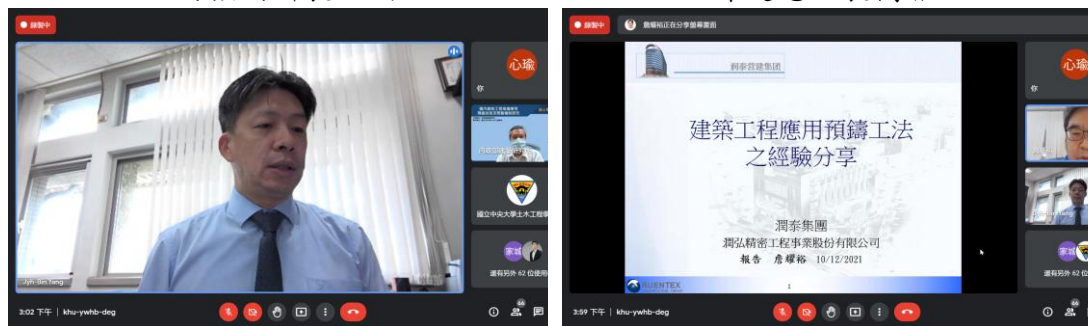 錄製中
心瑜
你
國立中央大學土木工程學
家斌
還有另外 62 位使用
Jyh-Bin Yang
3:02 下午 | khu-ywhb-deg
66
錄製中
詹耀裕正在分享螢幕畫面
潤泰營建集團
建築工程應用預鑄工法
之經驗分享
潤泰集團
潤弘精密工程事業股份有限公司
報告 詹耀裕 10/12/2021
RUENTEX
1
心瑜
你
還有另外 62 位
3:59 下午 | khu-ywhb-deg
66